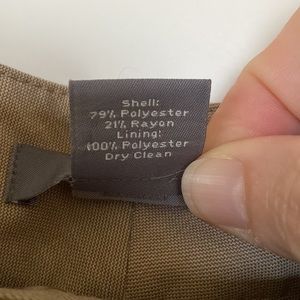 Shell:
79% Polyester
21% Rayon
Lining:
100% Polyester
Dry Clean